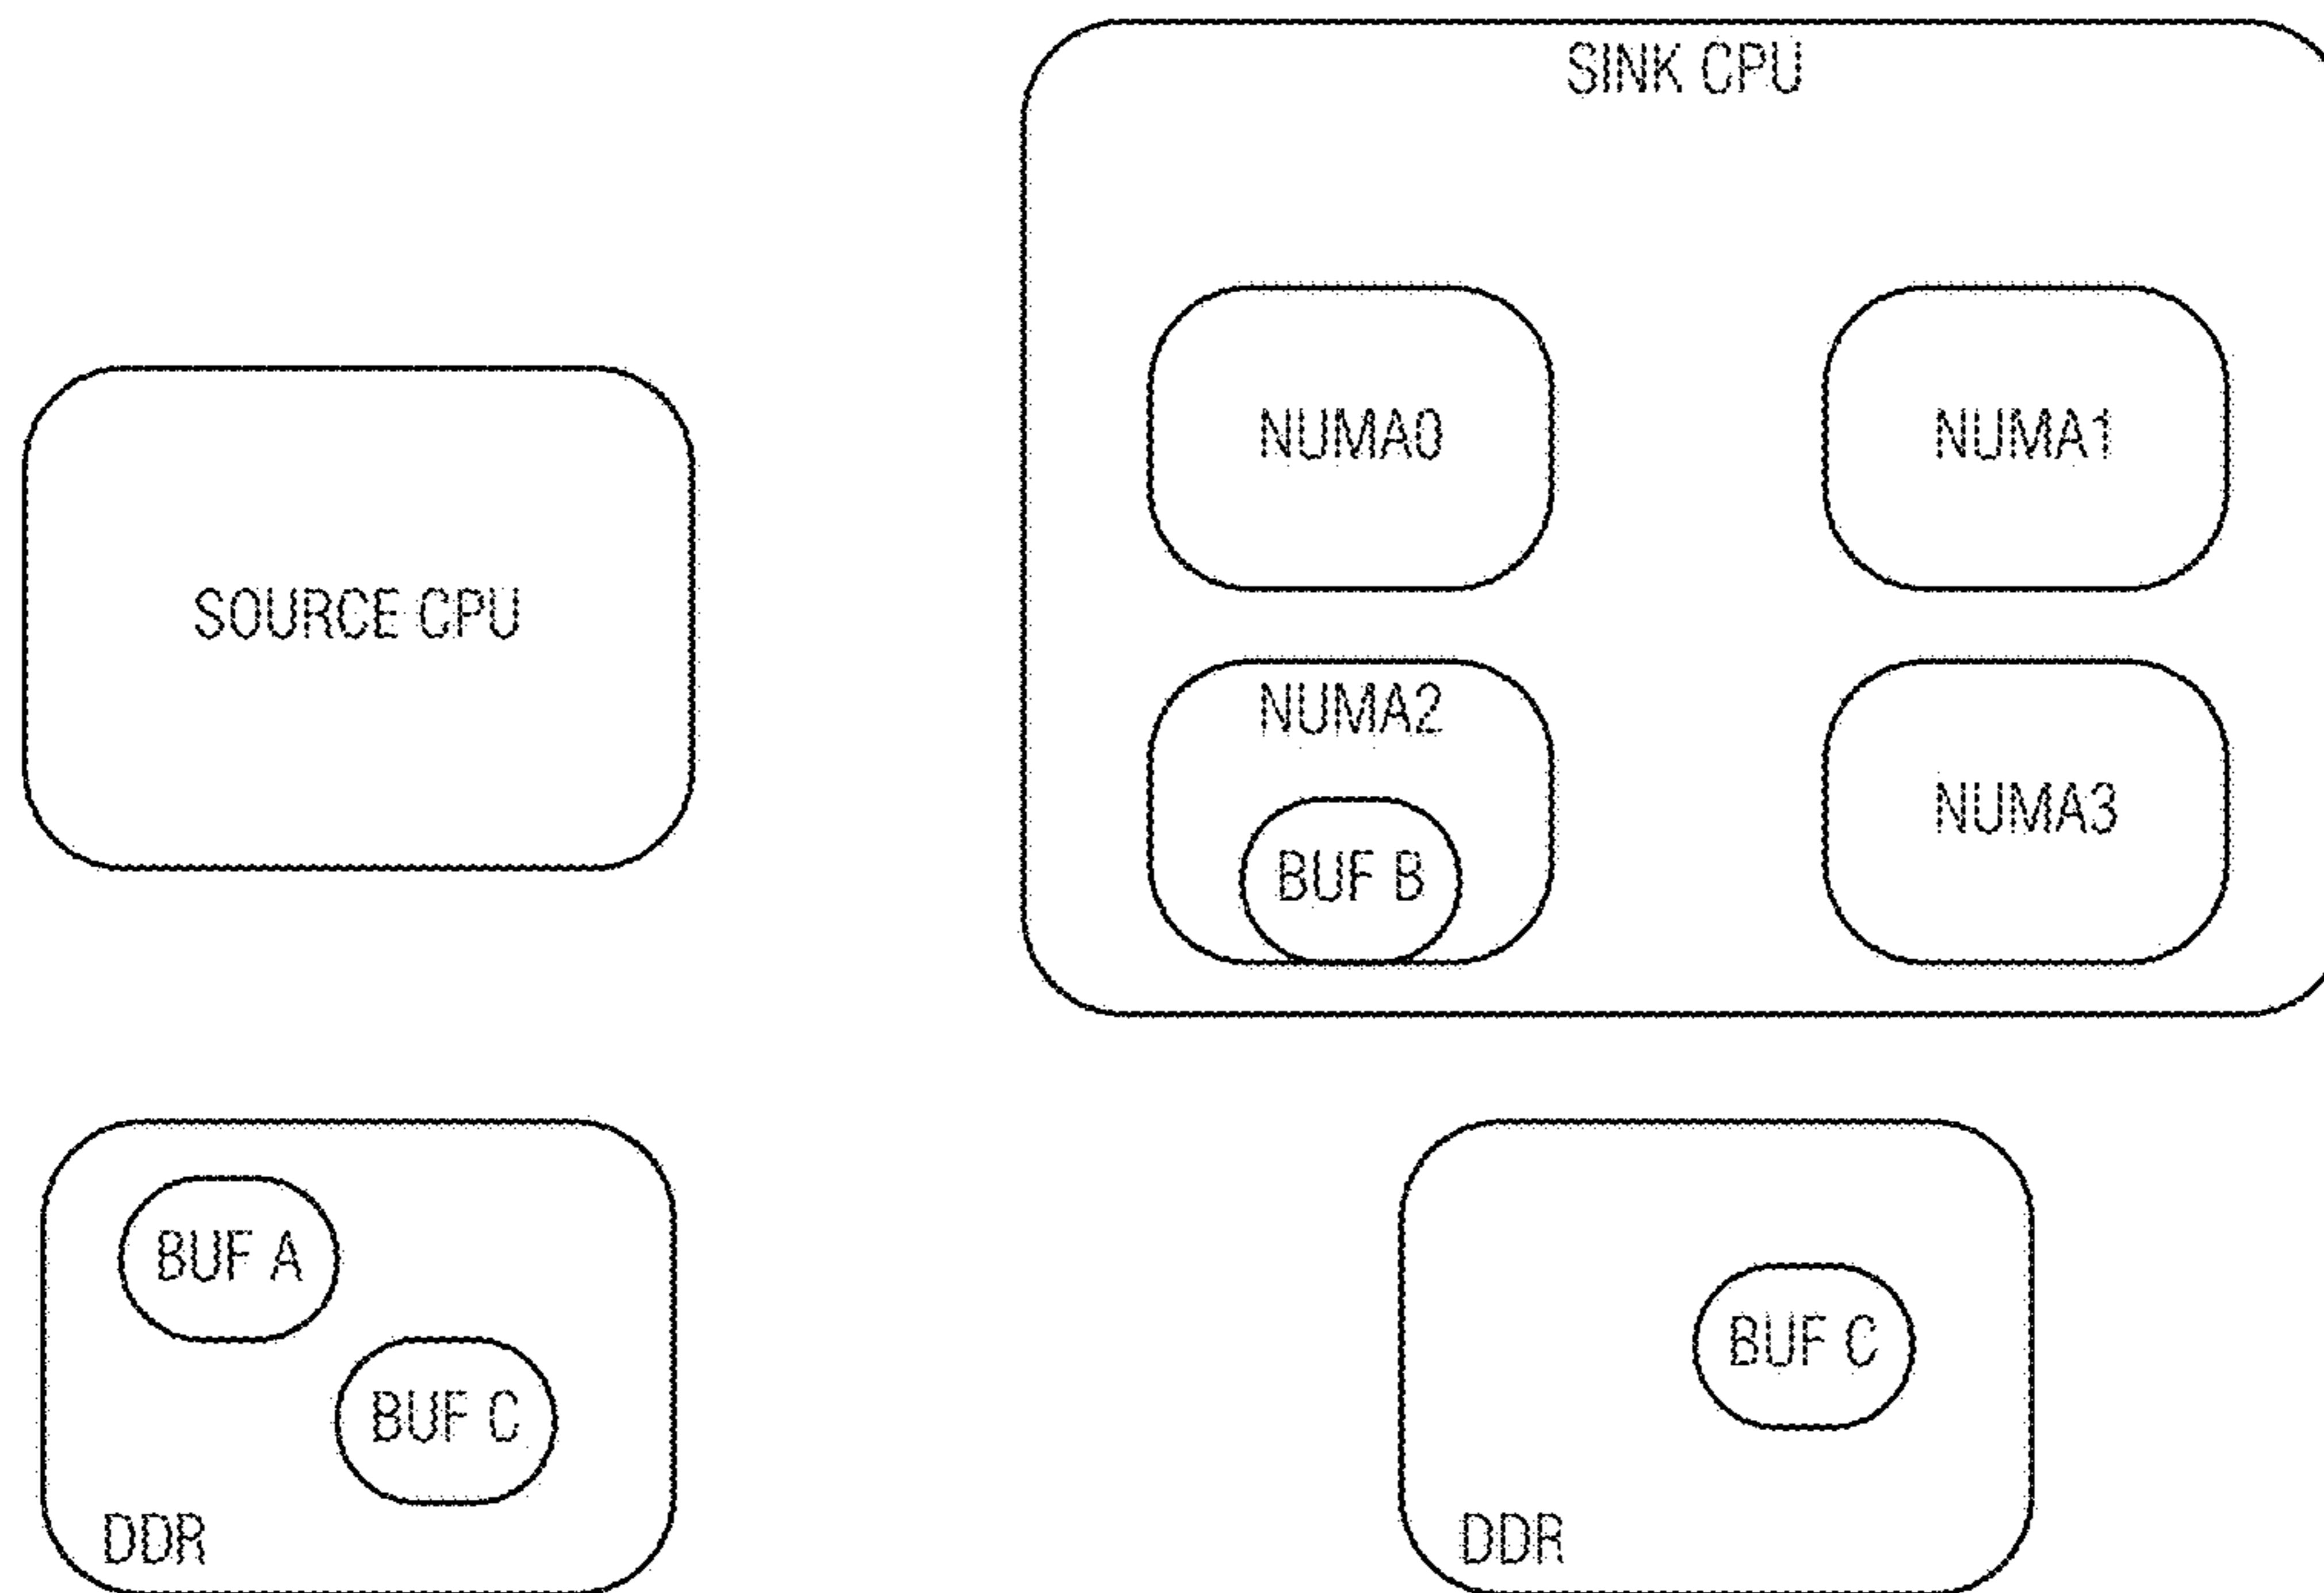 SINK CPU
NUMA0
NUMA1
SOURCE CPU
NUMA2
BUF B
NUMA3
BUF A
BUF C
DDR
BUF C
DDR